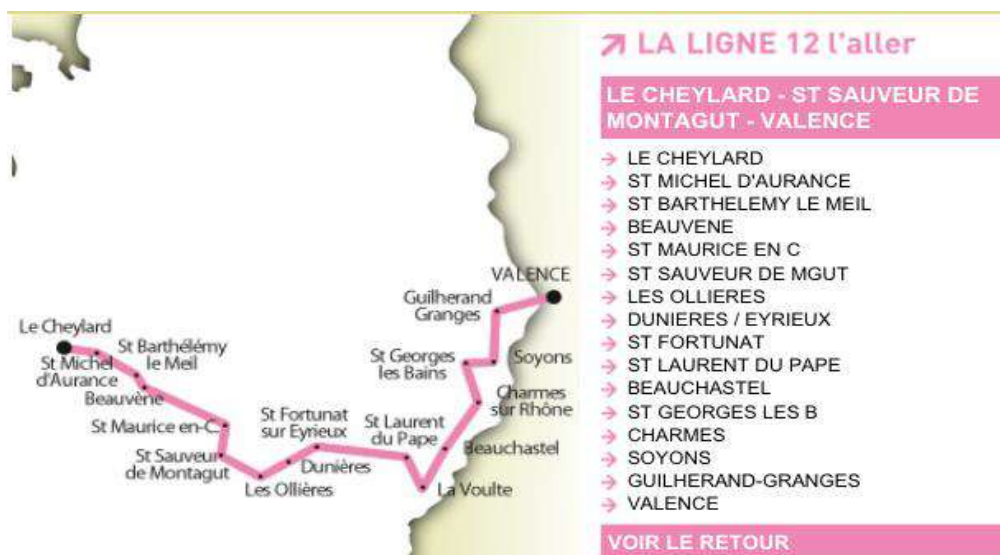 LA LIGNE 12 l'aller
LE CHEYLARD - ST SAUVEUR DE
MONTAGUT - VALENCE
LE CHEYLARD
ST MICHEL D'AURANCE
ST BARTHELEMY LE MEIL
BEAUVENE
ST MAURICE EN C
ST SAUVEUR DE MGUT
LES OLLIERES
DUNIERES / EYRIEUX
ST FORTUNAT
ST LAURENT DU PAPE
BEAUCHASTEL
ST GEORGES LES B
CHARMES
SOYONS
GUILHERAND-GRANGES
VALENCE
VOIR LE RETOUR
VALENCE
Guilherand
Granges
Le Cheylard
St Michel
d'Aurance
St Barthélémy
le Meil
Beauvène
St Maurice en-C.
St Sauveur
de Montagut
Les Ollières
St Fortunat
sur Eyrieux
Dunières
St Laurent
du Pape
La Voulte
Beauchastel
Charmes
sur Rhône
St Georges
les Bains
Soyons